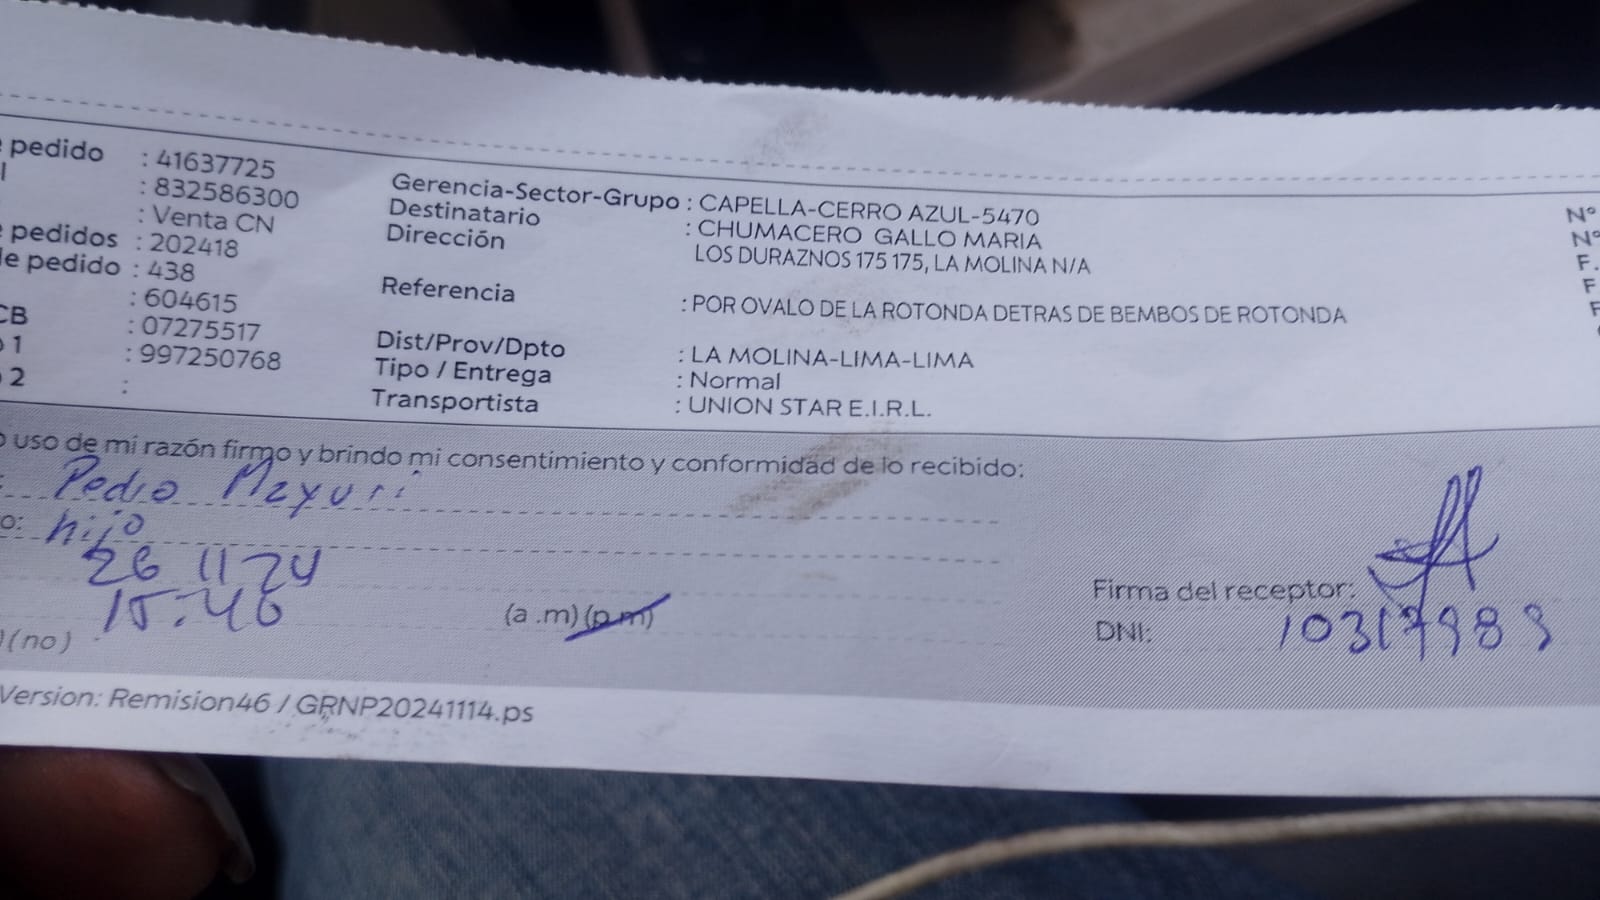 pedido : 41637725
: 832586300
: Venta CN
pedidos : 202418
de pedido : 438
: 604615
CB : 07275517
1 : 997250768
2 :
Gerencia-Sector-Grupo : CAPELLA-CERRO AZUL-5470
Destinatario : CHUMACERO GALLO MARIA
Dirección LOS DURAZNOS 175 175, LA MOLINA N/A
Referencia : POR OVALO DE LA ROTONDA DETRAS DE BEMBOS DE ROTONDA
Dist/Prov/Dpto : LA MOLINA-LIMA-LIMA
Tipo / Entrega : Normal
Transportista : UNION STAR E.I.R.L.
N°
N°
F.
F
uso de mi razón firmo y brindo mi consentimiento y conformidad de lo recibido:
Pedro Mayuri
o: hijo
26 11 24
15:46 (a .m) (p.m)
(no)
Firma del receptor:
DNI: 10317989
Version: Remision46 / GRNP20241114.ps